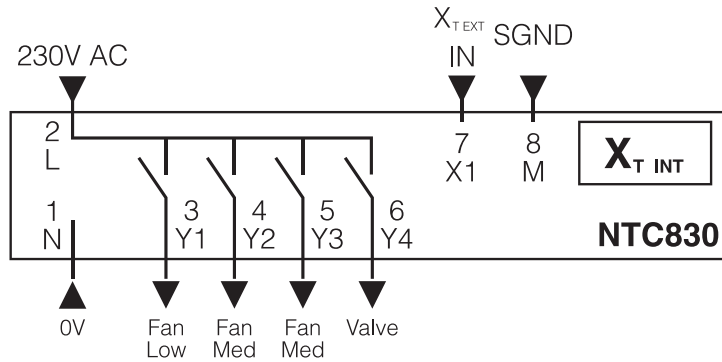 X T EXT
IN
SGND
230V AC
2
L
7
X1
8
M
X T INT
1
N
3
Y1
4
Y2
5
Y3
6
Y4
NTC830
0V
Fan
Low
Fan
Med
Fan
Med
Valve